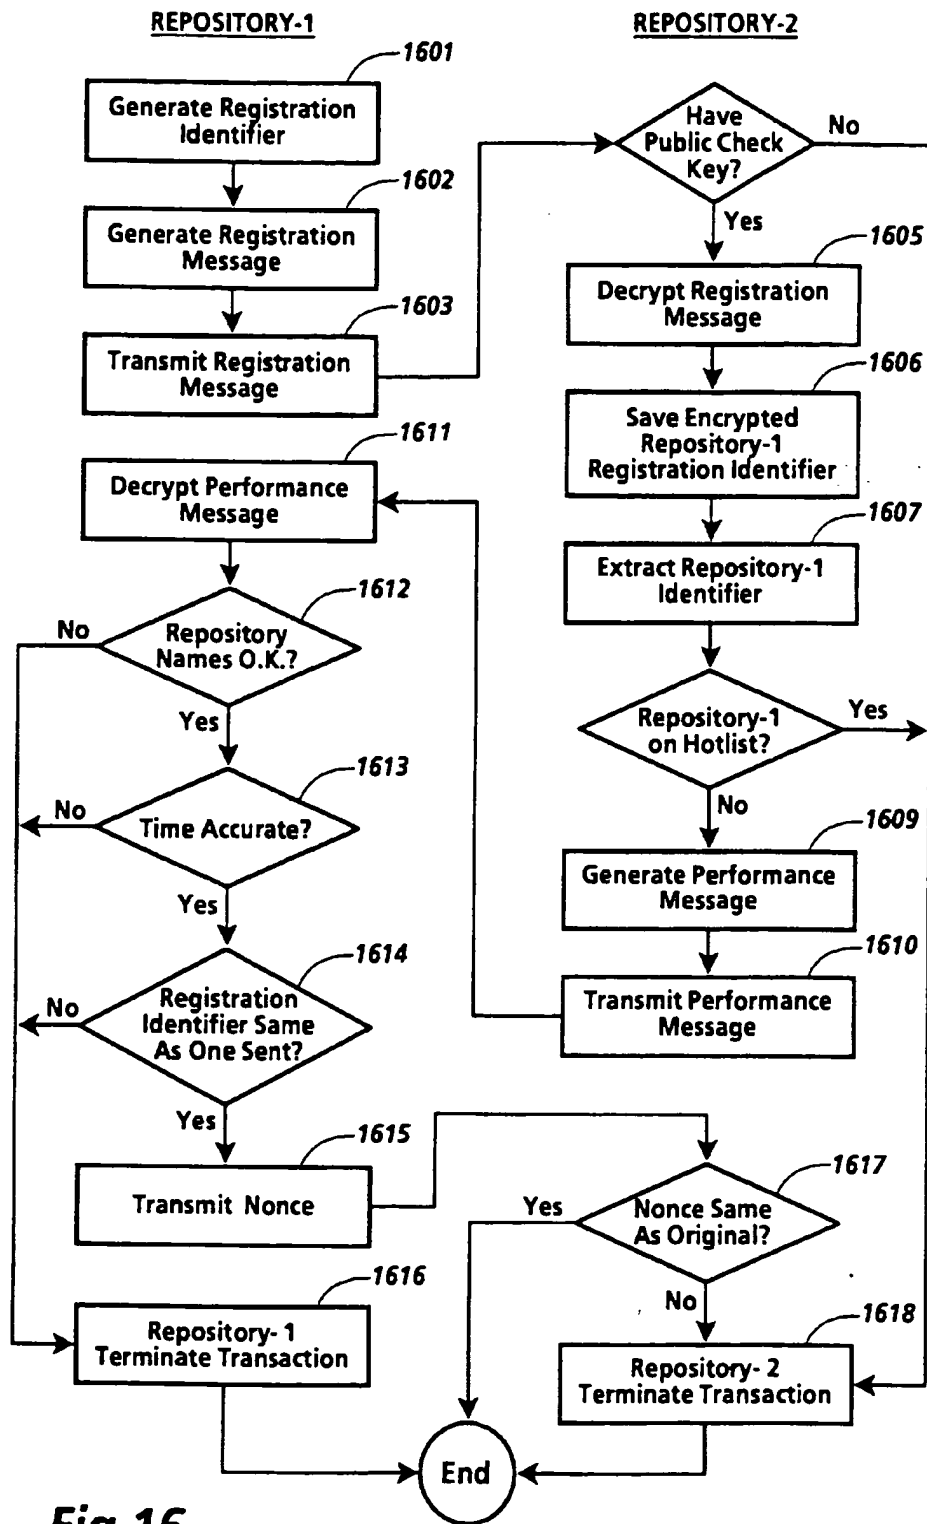 REPOSITORY-1
1601
Generate Registration
Identifier
1602
Generate Registration
Message
1603
Transmit Registration
Message
1611
Decrypt Performance
Message
1612
Repository
Names O.K.?
No
Yes
1613
Time Accurate?
No
Yes
1614
Registration
Identifier Same
As One Sent?
No
Yes
1615
Transmit Nonce
1616
Repository- 1
Terminate Transaction
REPOSITORY-2
Have
Public Check
Key?
No
Yes
1605
Decrypt Registration
Message
1606
Save Encrypted
Repository-1
Registration Identifier
1607
Extract Repository-1
Identifier
Repository-1
on Hotlist?
Yes
No
1609
Generate Performance
Message
1610
Transmit Performance
Message
1617
Nonce Same
As Original?
Yes
No
1618
Repository- 2
Terminate Transaction
End
Fig. 16